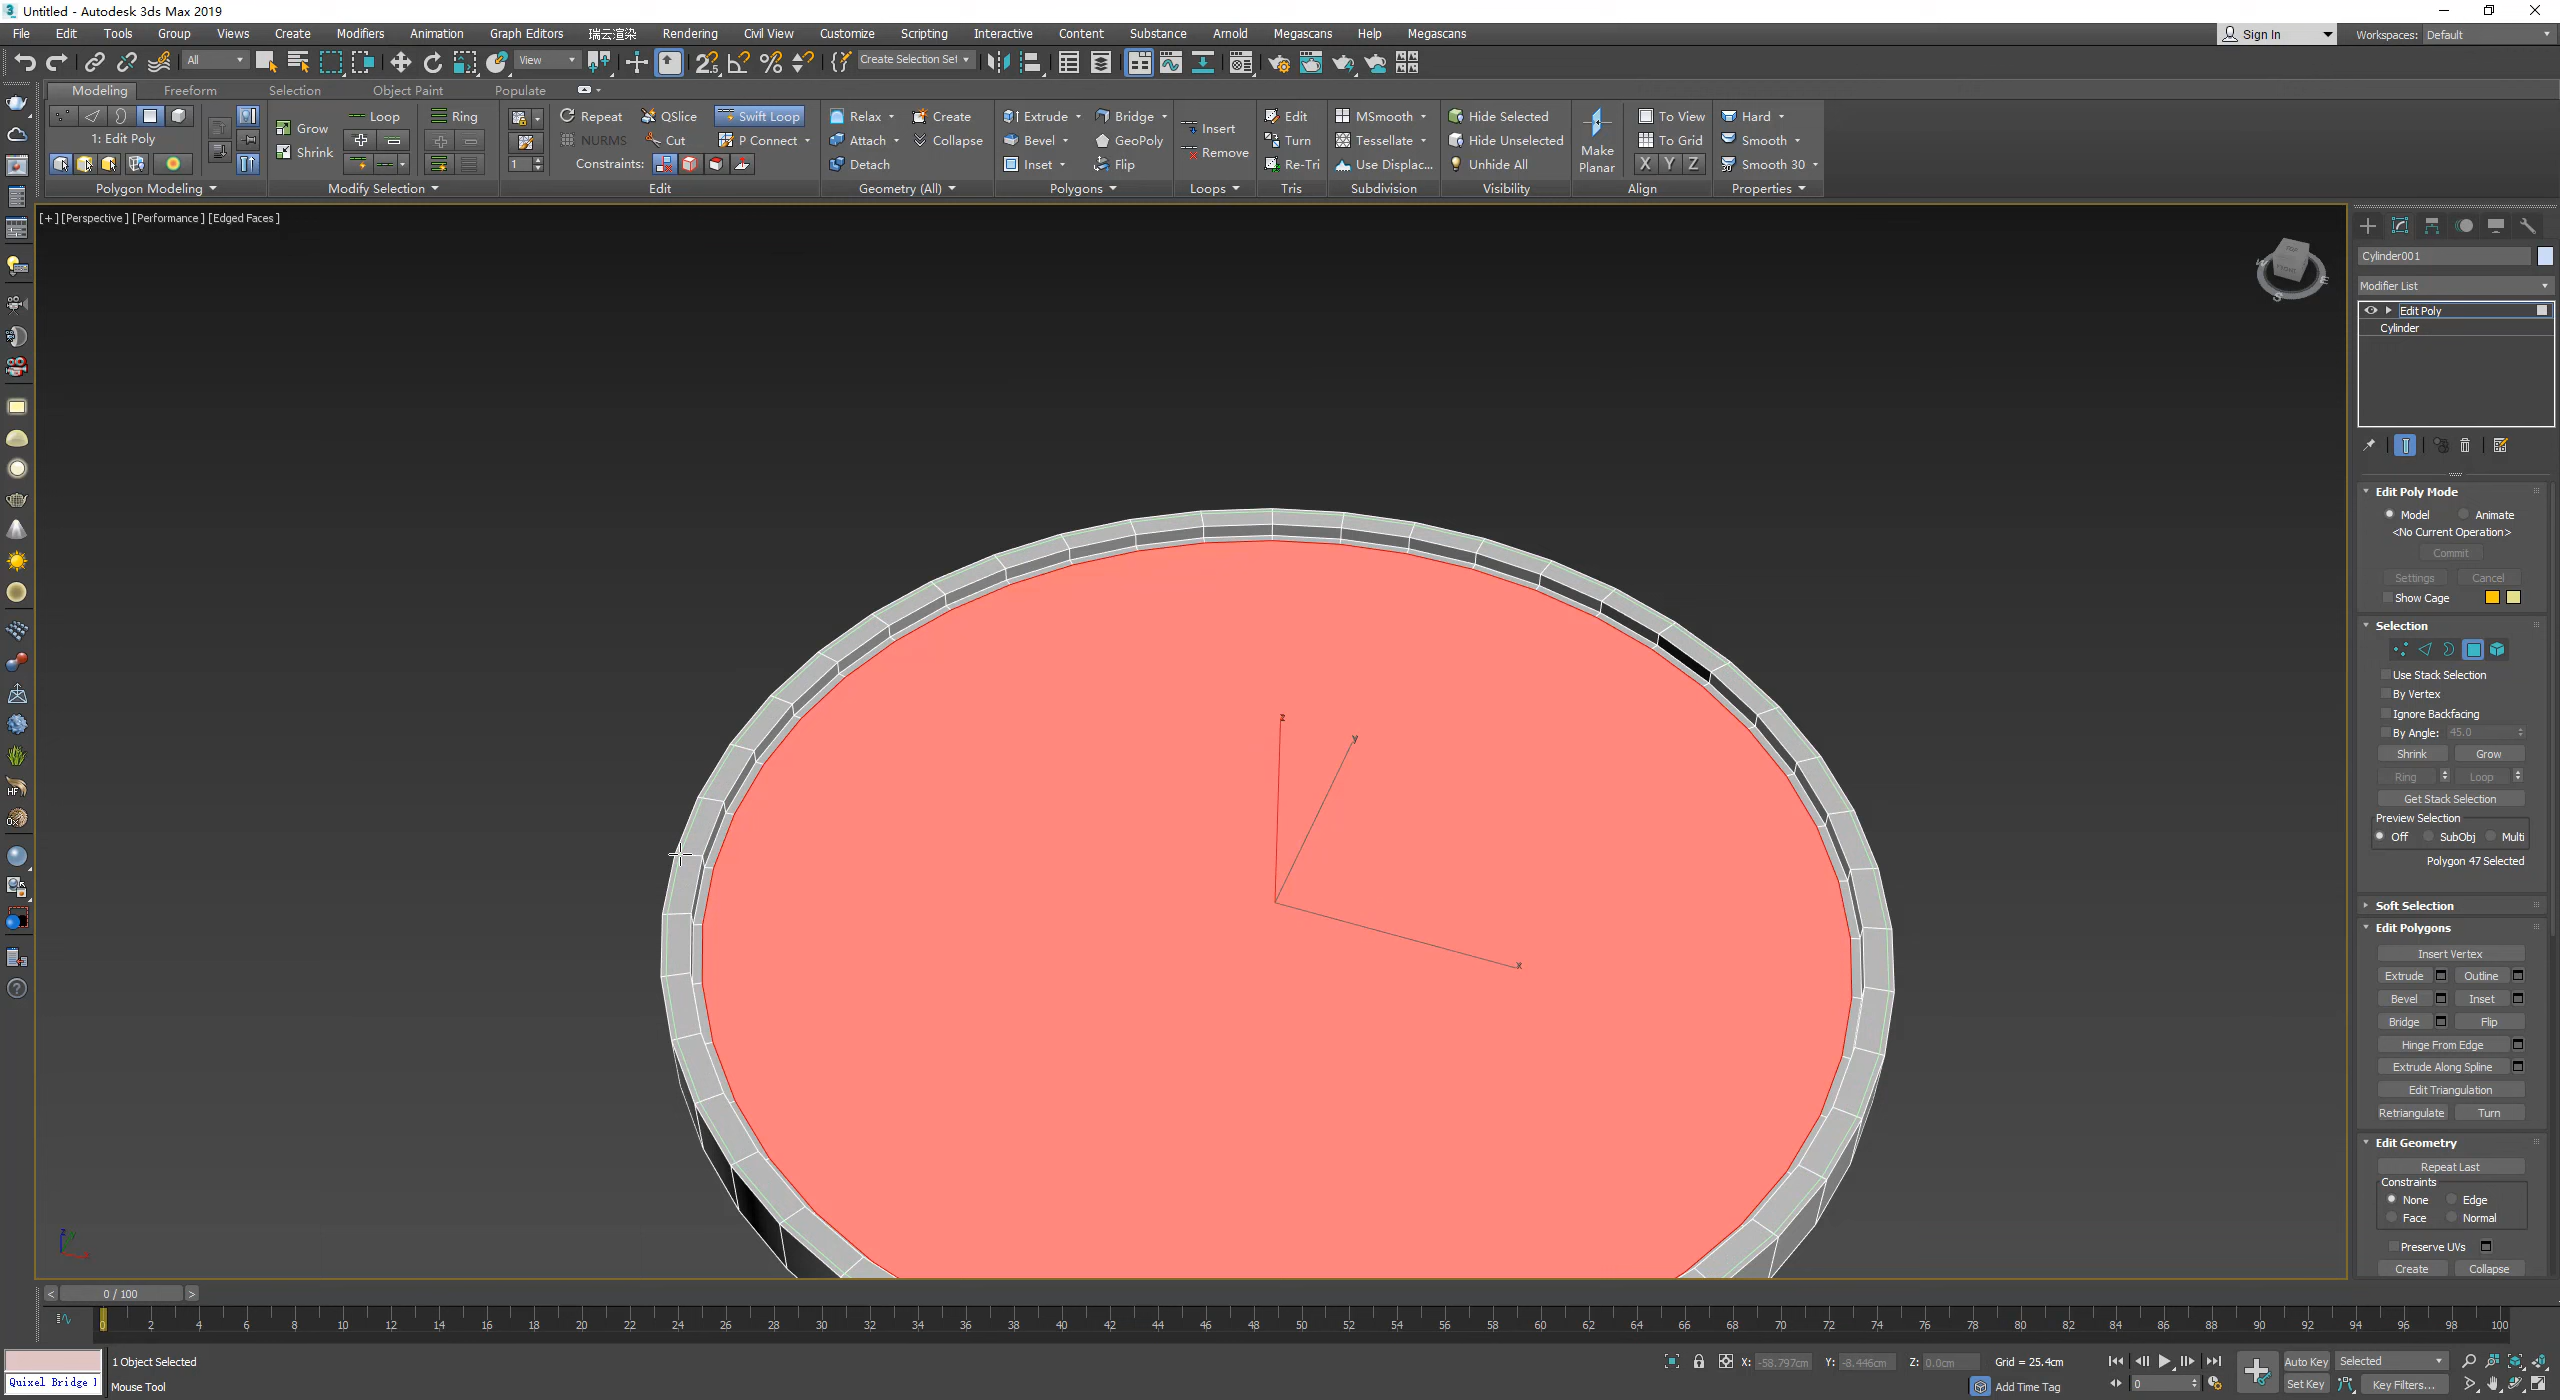 Untitled - Autodesk 3ds Max 2019
File Edit Tools Group Views Create Modifiers Animation Graph Editors 瑞云渲染 Rendering Civil View Customize Scripting Interactive Content Substance Arnold Megascans Help Megascans Sign In Workspaces: Default
All View Create Selection Set
Modeling Freeform Selection Object Paint Populate
Loop Ring Repeat QSlice Swift Loop Relax Create Extrude Bridge Edit MSmooth Hide Selected To View Hard
Grow Insert
1: Edit Poly NURMS Cut P Connect Attach Collapse Bevel GeoPoly Turn Tessellate Hide Unselected Make To Grid Smooth
Shrink Remove
1 Constraints: Detach Inset Flip Re-Tri Use Displac... Unhide All Planar X Y Z Smooth 30
Polygon Modeling Modify Selection Edit Geometry (All) Polygons Loops Tris Subdivision Visibility Align Properties
[+] [Perspective ] [Performance ] [Edged Faces ]
z
y
x
Cylinder001
Modifier List
Edit Poly
Cylinder
Edit Poly Mode
Model Animate
<No Current Operation>
Commit
Settings Cancel
Show Cage
Selection
Use Stack Selection
By Vertex
Ignore Backfacing
By Angle: 45.0
Shrink Grow
Ring Loop
Get Stack Selection
Preview Selection
Off SubObj Multi
Polygon 47 Selected
Soft Selection
Edit Polygons
Insert Vertex
Extrude Outline
Bevel Inset
Bridge Flip
Hinge From Edge
Extrude Along Spline
Edit Triangulation
Retriangulate Turn
Edit Geometry
Repeat Last
Constraints
None Edge
Face Normal
Preserve UVs
Create Collapse
< 0 / 100 >
0 2 4 6 8 10 12 14 16 18 20 22 24 26 28 30 32 34 36 38 40 42 44 46 48 50 52 54 56 58 60 62 64 66 68 70 72 74 76 78 80 82 84 86 88 90 92 94 96 98 100
1 Object Selected X: -58.797cm Y: -8.446cm Z: 0.0cm Grid = 25.4cm Auto Key Selected
Quixel Bridge Mouse Tool Add Time Tag 0 Set Key Key Filters...